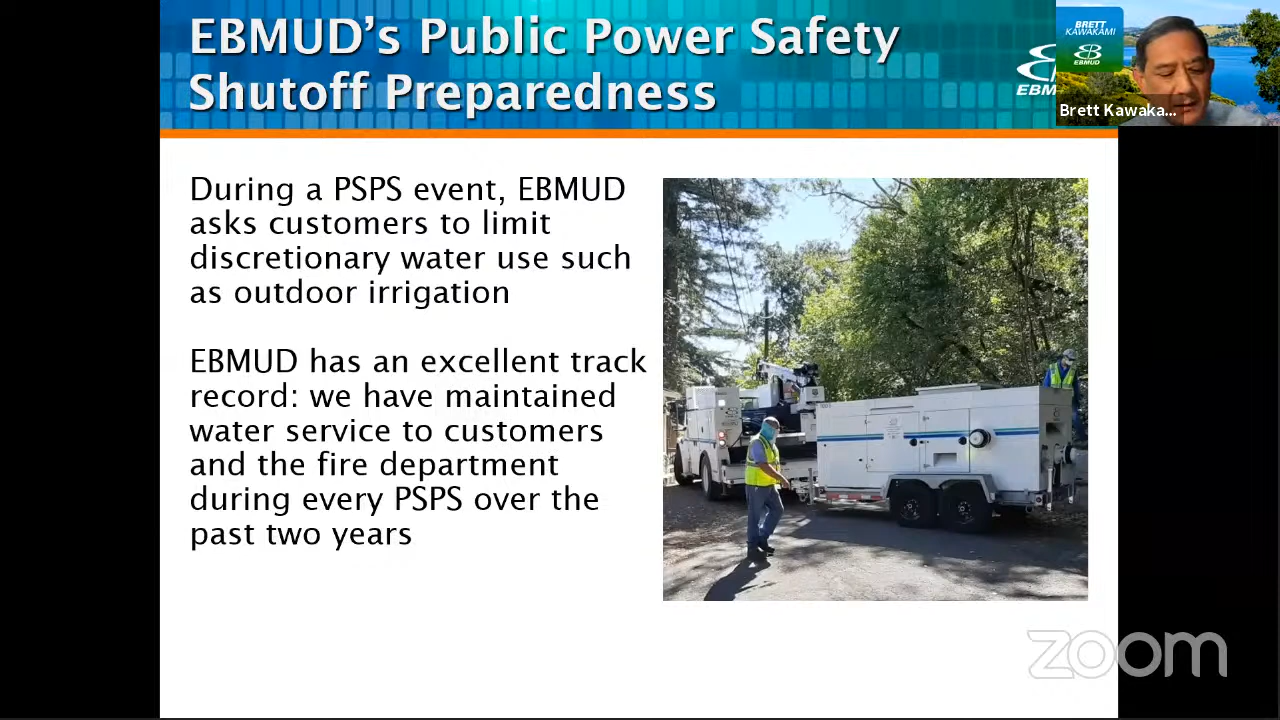 EBMUD's Public Power Safety
Shutoff Preparedness
EBM
BRETT
KAWAKAMI
EBMUD
Brett Kawaka...
During a PSPS event, EBMUD
asks customers to limit
discretionary water use such
as outdoor irrigation
EBMUD has an excellent track
record: we have maintained
water service to customers
and the fire department
during every PSPS over the
past two years
zoom